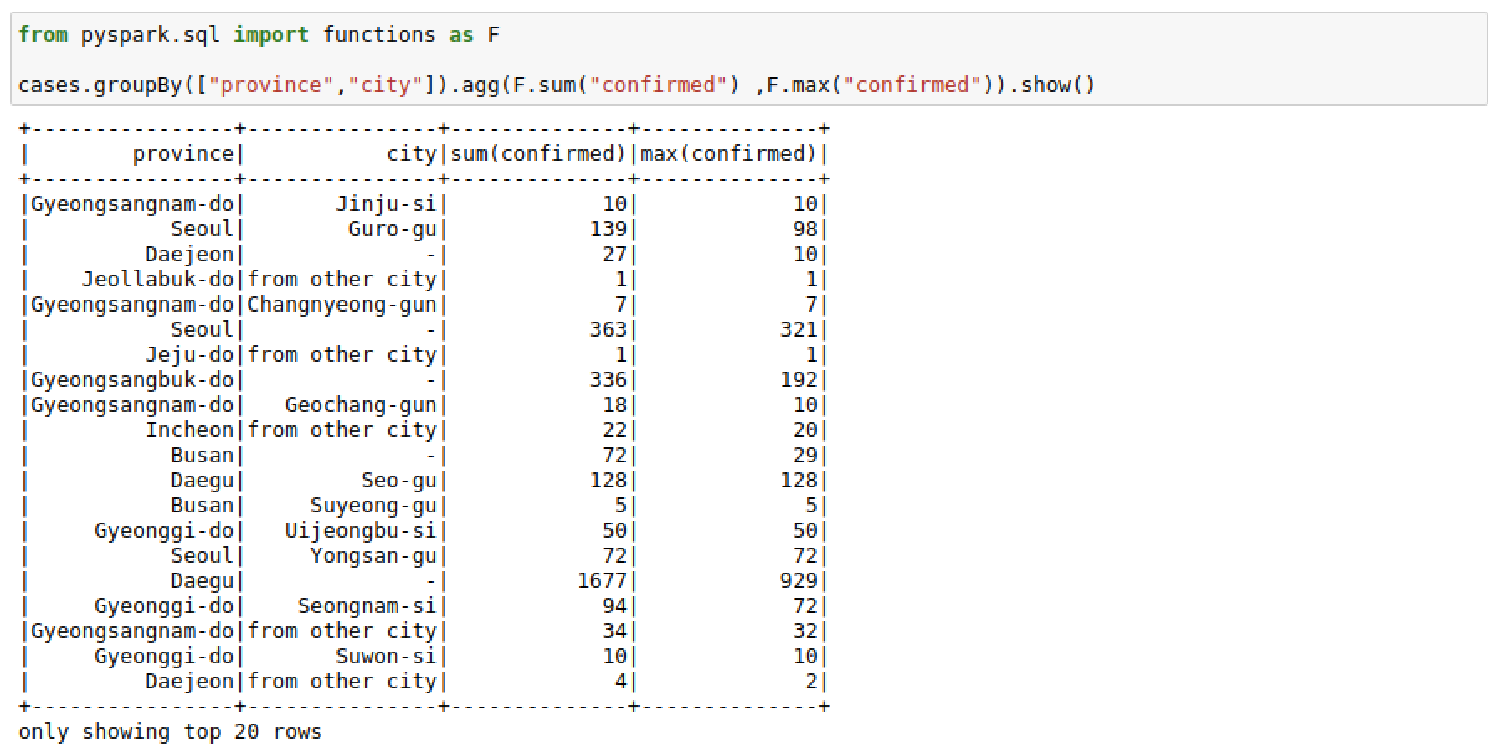 from pyspark.sql import functions as F
cases.groupBy(["province","city"]).agg(F.sum("confirmed") ,F.max("confirmed")).show()
+----------------+---------------+--------------+--------------+
|        province|           city|sum(confirmed)|max(confirmed)|
+----------------+---------------+--------------+--------------+
|Gyeongsangnam-do|       Jinju-si|            10|            10|
|           Seoul|        Guro-gu|           139|            98|
|         Daejeon|              -|            27|            10|
|    Jeollabuk-do|from other city|             1|             1|
|Gyeongsangnam-do|Changnyeong-gun|             7|             7|
|           Seoul|              -|           363|           321|
|         Jeju-do|from other city|             1|             1|
|Gyeongsangbuk-do|              -|           336|           192|
|Gyeongsangnam-do|   Geochang-gun|            18|            10|
|         Incheon|from other city|            22|            20|
|           Busan|              -|            72|            29|
|           Daegu|         Seo-gu|           128|           128|
|           Busan|     Suyeong-gu|             5|             5|
|     Gyeonggi-do|   Uijeongbu-si|            50|            50|
|           Seoul|     Yongsan-gu|            72|            72|
|           Daegu|              -|          1677|           929|
|     Gyeonggi-do|    Seongnam-si|            94|            72|
|Gyeongsangnam-do|from other city|            34|            32|
|     Gyeonggi-do|       Suwon-si|            10|            10|
|         Daejeon|from other city|             4|             2|
+----------------+---------------+--------------+--------------+
only showing top 20 rows